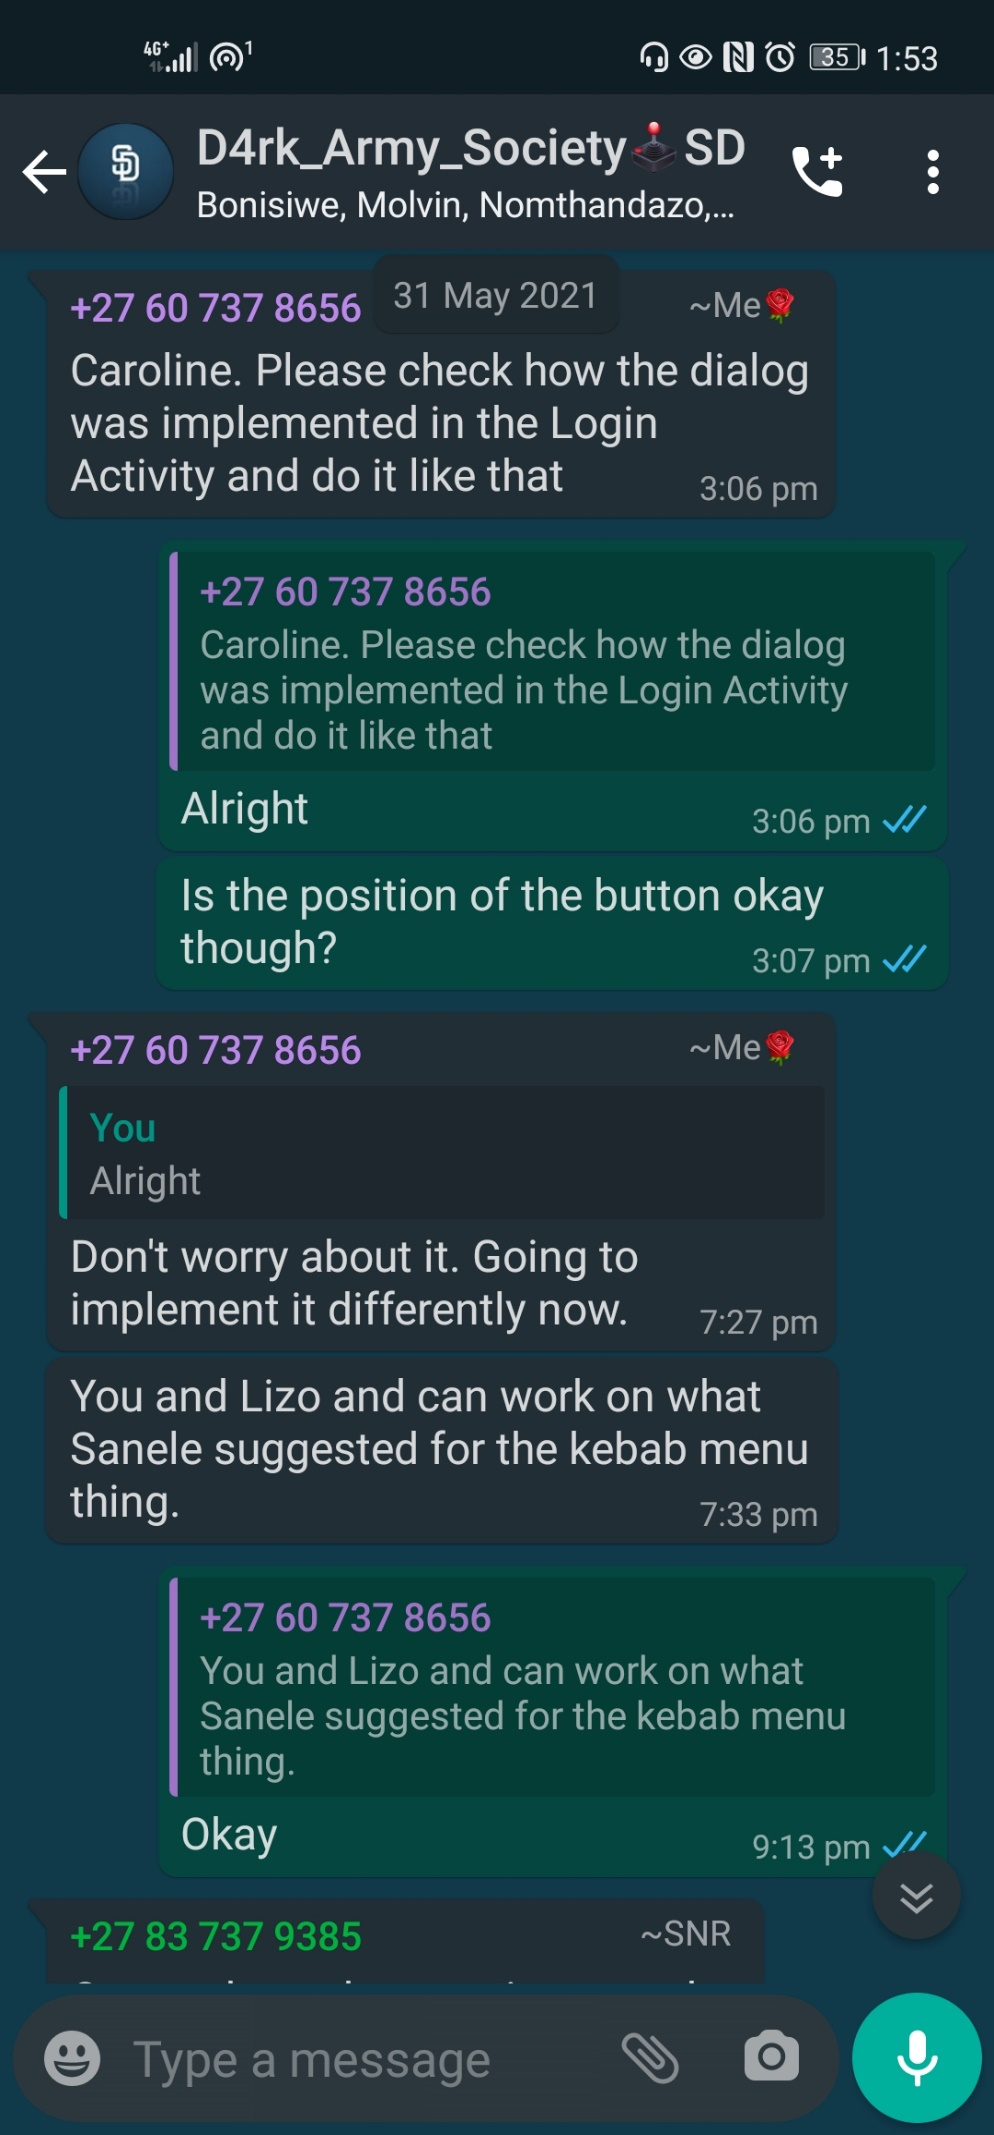 4G+ 1 35 1:53
D4rk_Army_Society🕹️SD
Bonisiwe, Molvin, Nomthandazo,...
31 May 2021
+27 60 737 8656 ~Me🌹
Caroline. Please check how the dialog
was implemented in the Login
Activity and do it like that 3:06 pm
+27 60 737 8656
Caroline. Please check how the dialog
was implemented in the Login Activity
and do it like that
Alright 3:06 pm
Is the position of the button okay
though? 3:07 pm
+27 60 737 8656 ~Me🌹
You
Alright
Don't worry about it. Going to
implement it differently now. 7:27 pm
You and Lizo and can work on what
Sanele suggested for the kebab menu
thing. 7:33 pm
+27 60 737 8656
You and Lizo and can work on what
Sanele suggested for the kebab menu
thing.
Okay 9:13 pm
+27 83 737 9385 ~SNR
Type a message